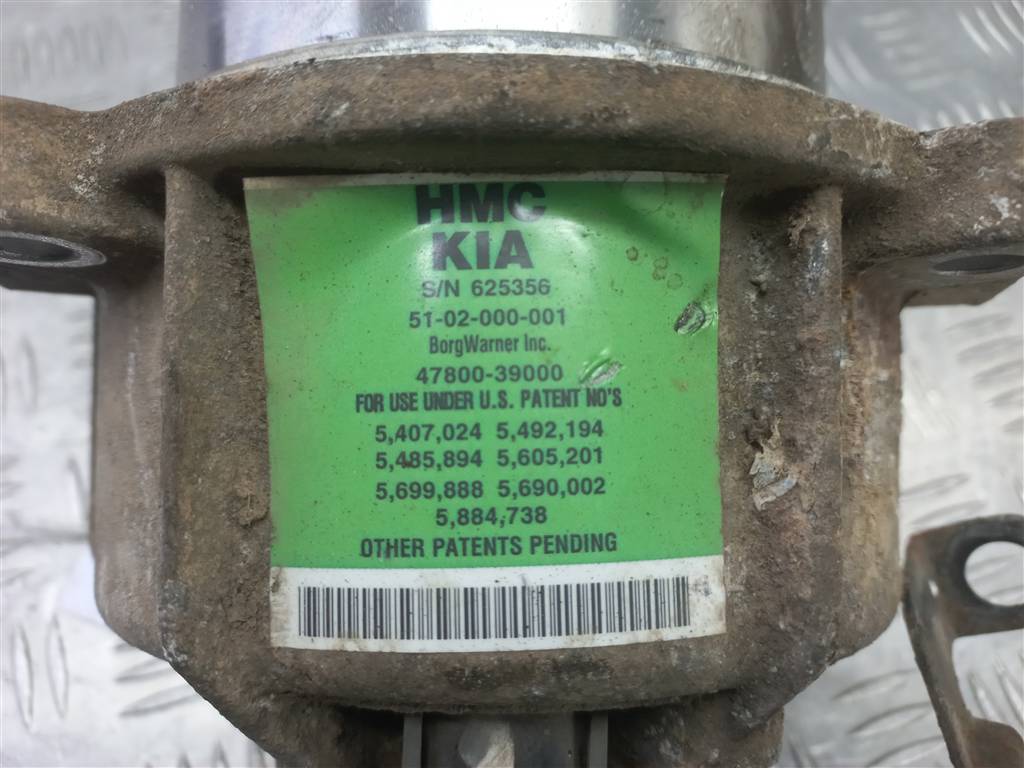 HMC
KIA
S/N 625356
51-02-000-001
BorgWarner Inc.
47800-39000
FOR USE UNDER U.S. PATENT NO'S
5,407,024 5,492,194
5,485,894 5,605,201
5,699,888 5,690,002
5,884,738
OTHER PATENTS PENDING